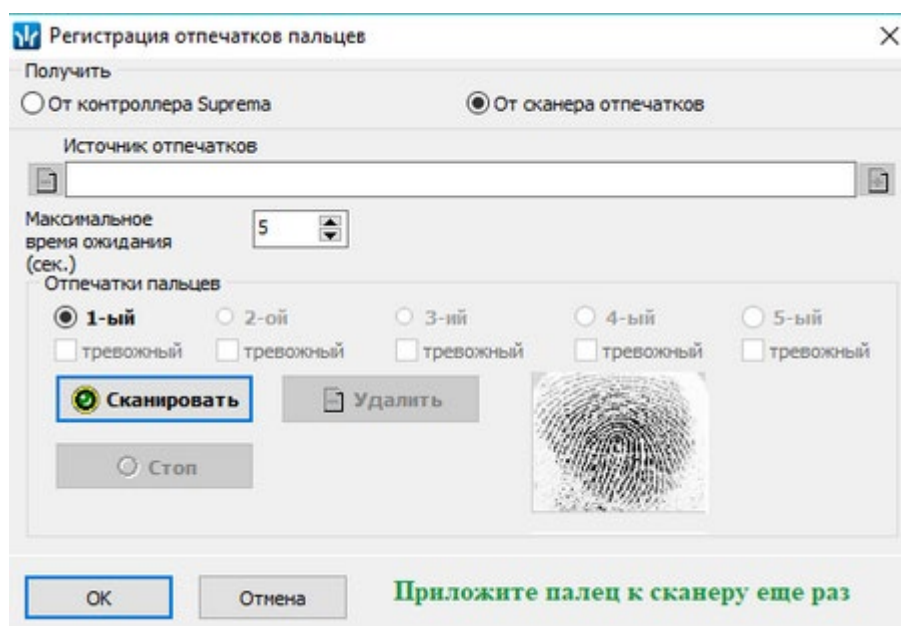 Регистрация отпечатков пальцев
Получить
От контроллера Suprema От сканера отпечатков
Источник отпечатков
Максимальное
время ожидания
(сек.)
5
Отпечатки пальцев
1-ый 2-ой 3-ий 4-ый 5-ый
тревожный тревожный тревожный тревожный тревожный
Сканировать Удалить
Стоп
OK Отмена Приложите палец к сканеру еще раз